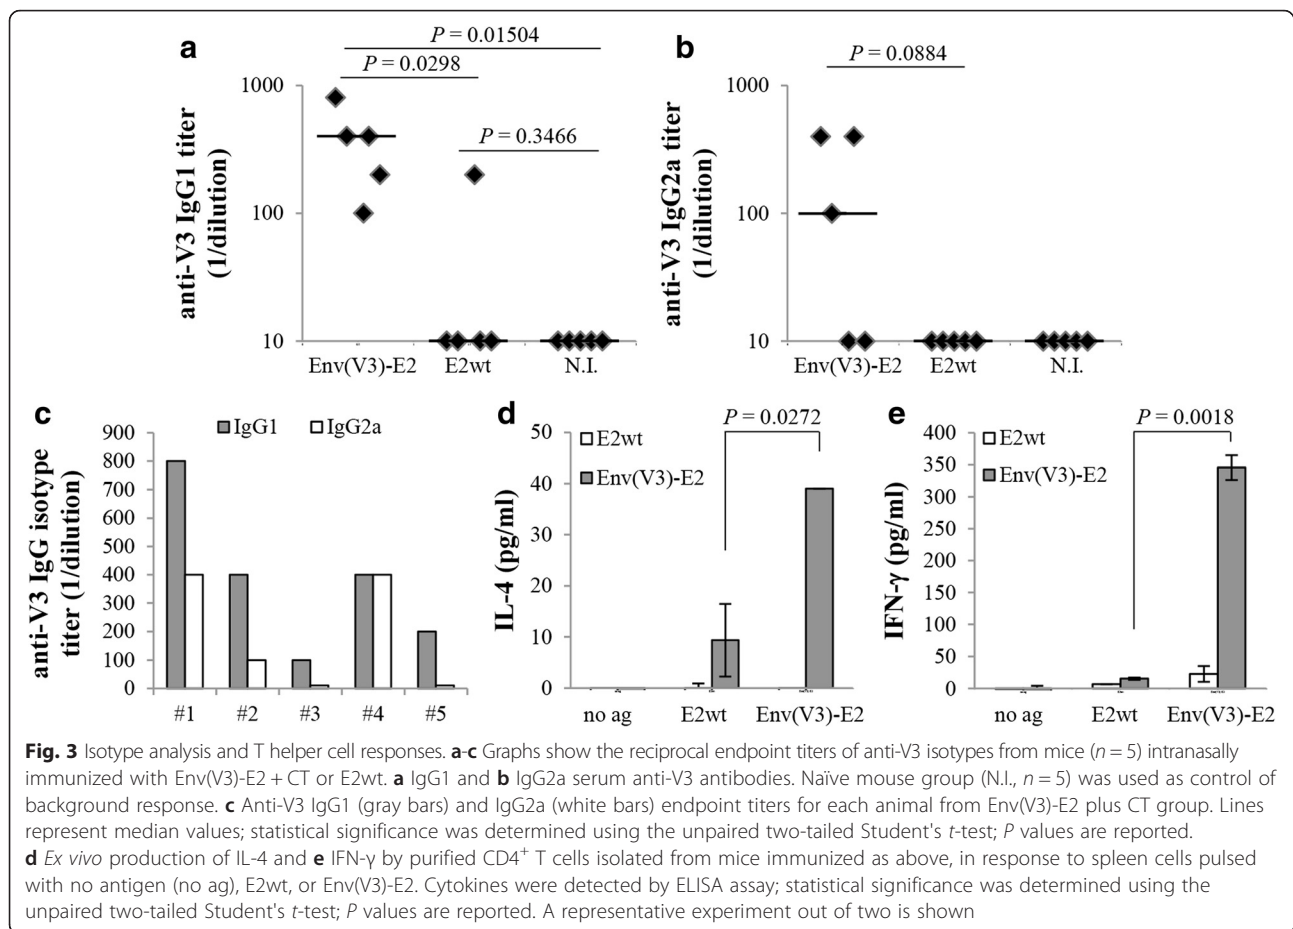 a
P = 0.01504
P = 0.0298
P = 0.3466
anti-V3 IgG1 titer
(1/dilution)
1000
100
10
Env(V3)-E2 E2wt N.I.
b
P = 0.0884
anti-V3 IgG2a titer
(1/dilution)
1000
100
10
Env(V3)-E2 E2wt N.I.
c
IgG1 IgG2a
anti-V3 IgG isotype
titer (1/dilution)
900
800
700
600
500
400
300
200
100
0
#1 #2 #3 #4 #5
d
P = 0.0272
E2wt
Env(V3)-E2
IL-4 (pg/ml)
50
40
30
20
10
0
no ag E2wt Env(V3)-E2
e
P = 0.0018
E2wt
Env(V3)-E2
IFN-γ (pg/ml)
400
350
300
250
200
150
100
50
0
no ag E2wt Env(V3)-E2
Fig. 3 Isotype analysis and T helper cell responses. a-c Graphs show the reciprocal endpoint titers of anti-V3 isotypes from mice (n = 5) intranasally
immunized with Env(V3)-E2 + CT or E2wt. a IgG1 and b IgG2a serum anti-V3 antibodies. Naïve mouse group (N.I., n = 5) was used as control of
background response. c Anti-V3 IgG1 (gray bars) and IgG2a (white bars) endpoint titers for each animal from Env(V3)-E2 plus CT group. Lines
represent median values; statistical significance was determined using the unpaired two-tailed Student's t-test; P values are reported.
d Ex vivo production of IL-4 and e IFN-γ by purified CD4⁺ T cells isolated from mice immunized as above, in response to spleen cells pulsed
with no antigen (no ag), E2wt, or Env(V3)-E2. Cytokines were detected by ELISA assay; statistical significance was determined using the
unpaired two-tailed Student's t-test; P values are reported. A representative experiment out of two is shown